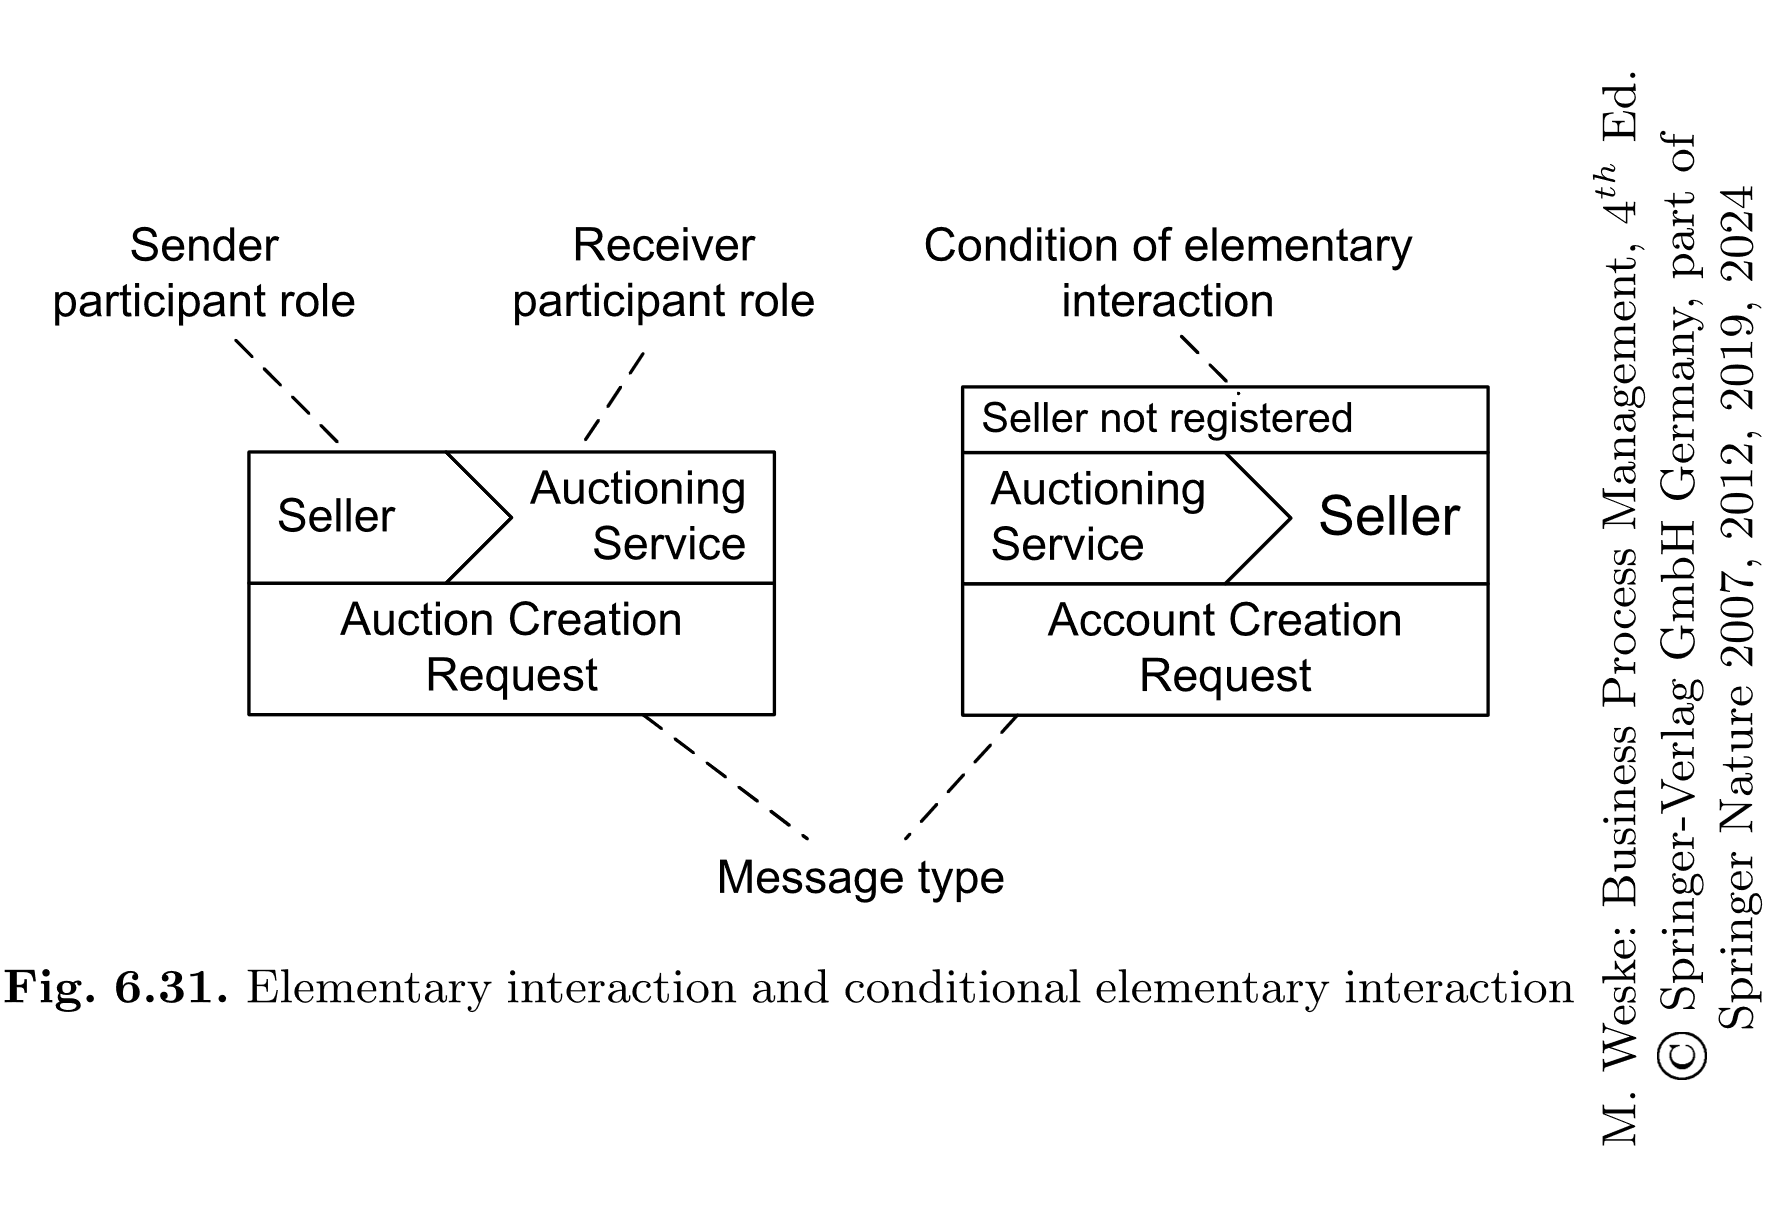 Sender
participant role
Receiver
participant role
Condition of elementary
interaction
Seller
Auctioning
Service
Auction Creation
Request
Seller not registered
Auctioning
Service
Seller
Account Creation
Request
Message type
Fig. 6.31. Elementary interaction and conditional elementary interaction
M. Weske: Business Process Management, 4th Ed.
© Springer-Verlag GmbH Germany, part of
Springer Nature 2007, 2012, 2019, 2024